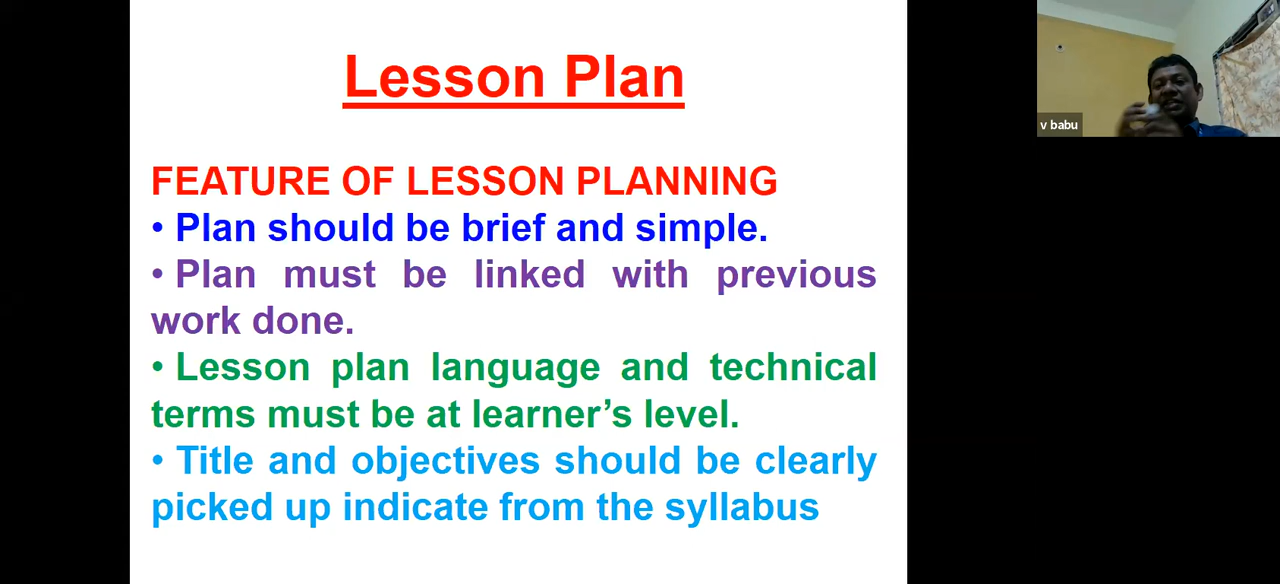 Lesson Plan
FEATURE OF LESSON PLANNING
• Plan should be brief and simple.
• Plan must be linked with previous
work done.
• Lesson plan language and technical
terms must be at learner’s level.
• Title and objectives should be clearly
picked up indicate from the syllabus
v babu